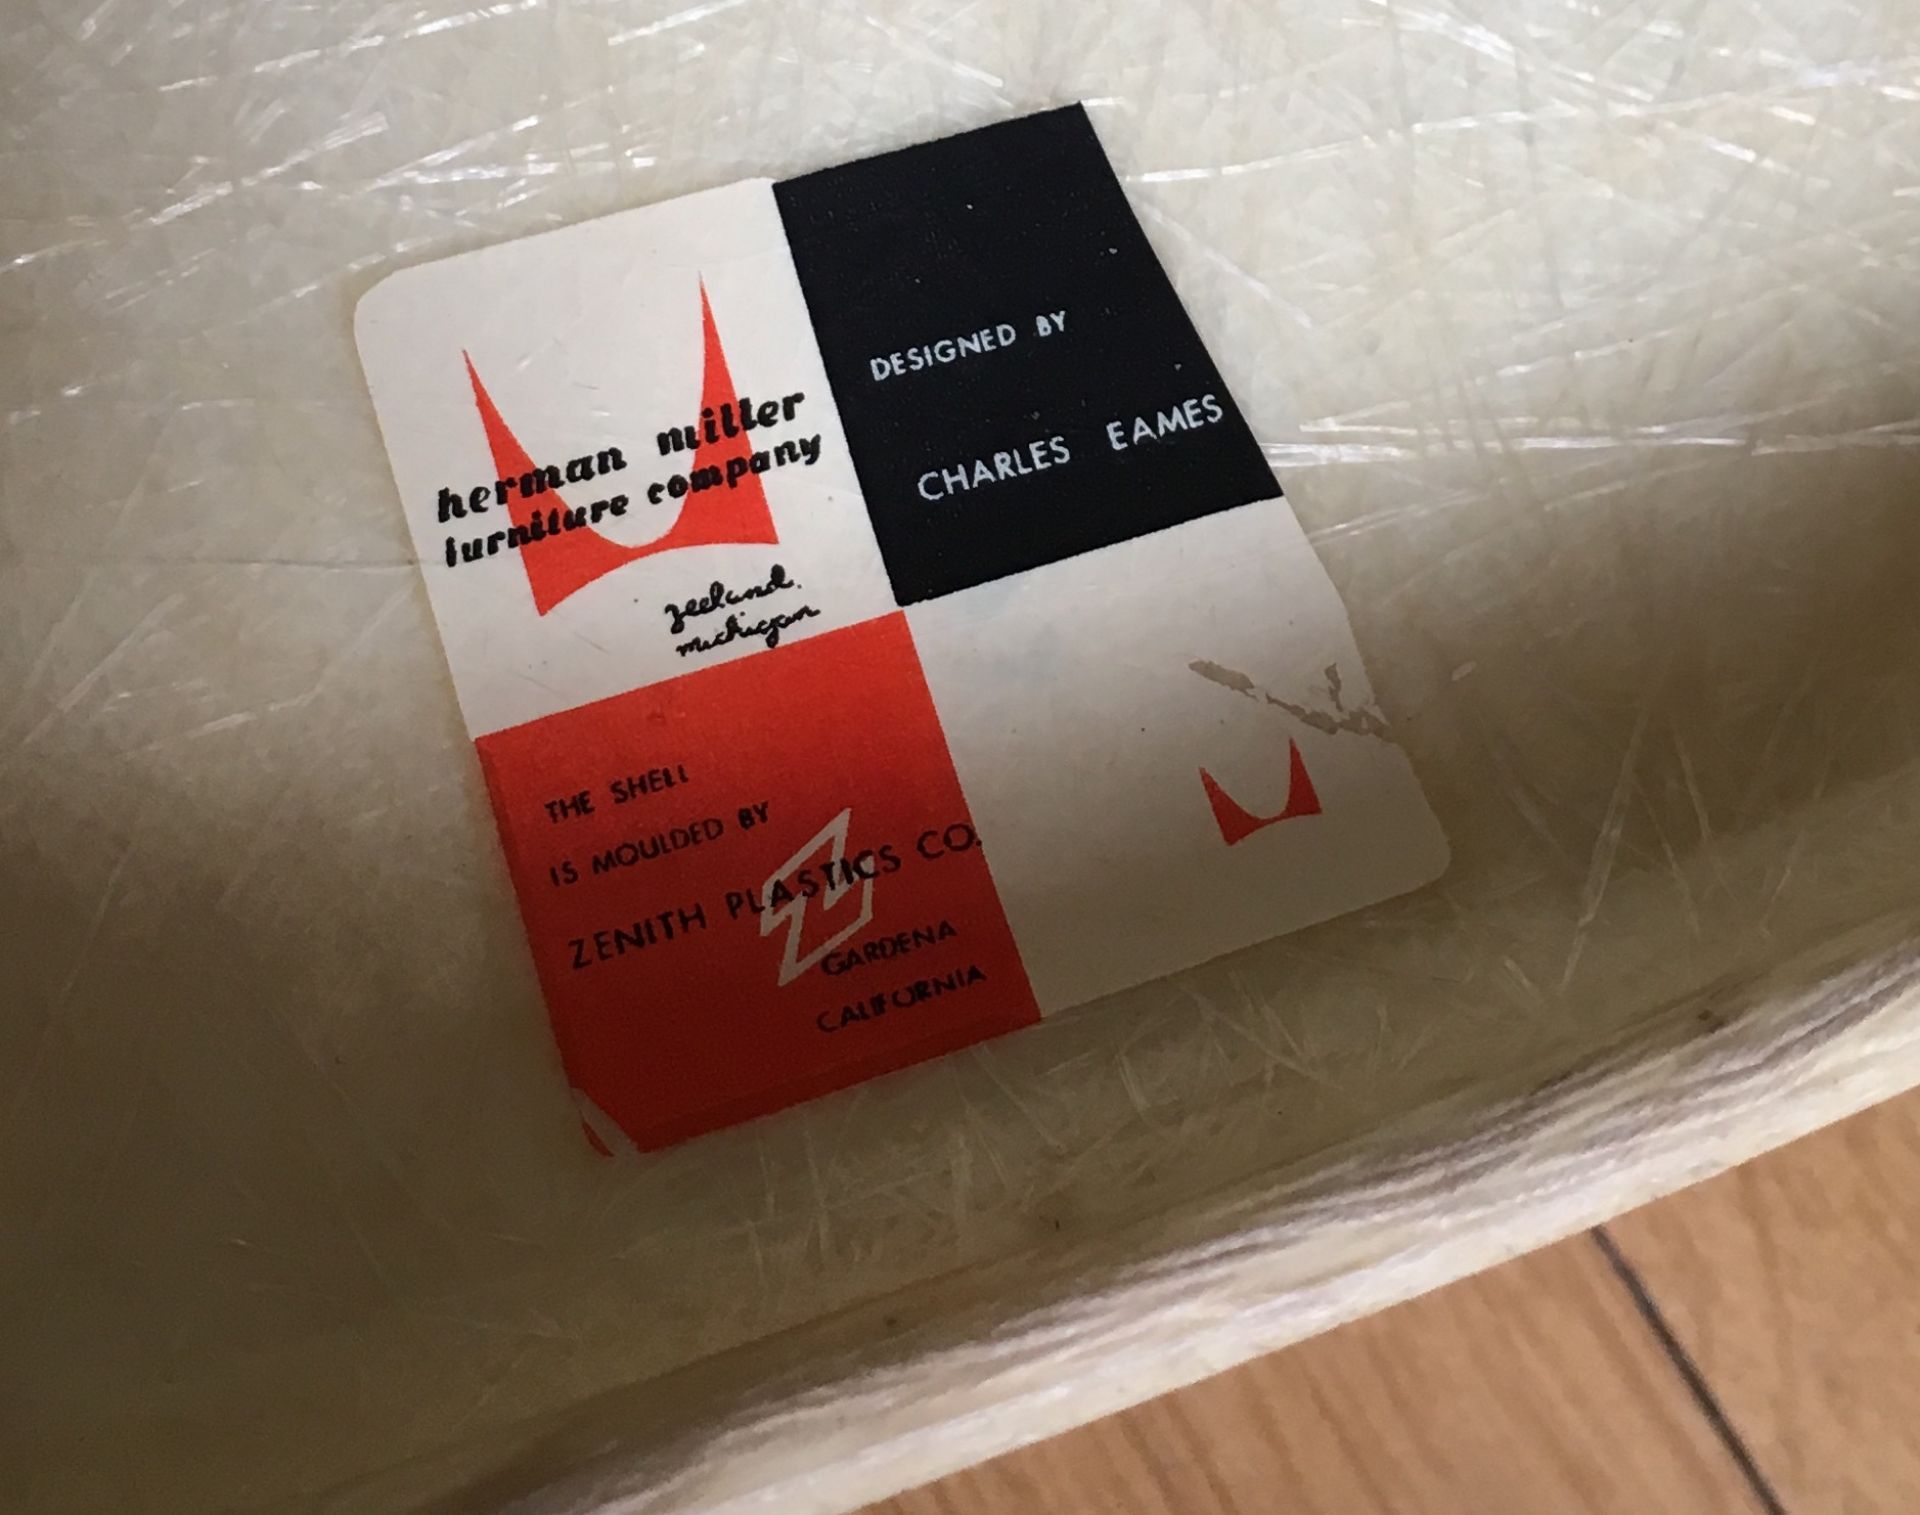 herman miller
furniture company
zeeland,
michigan
DESIGNED BY
CHARLES EAMES
THE SHELL
IS MOULDED BY
ZENITH PLASTICS CO.
GARDENA
CALIFORNIA